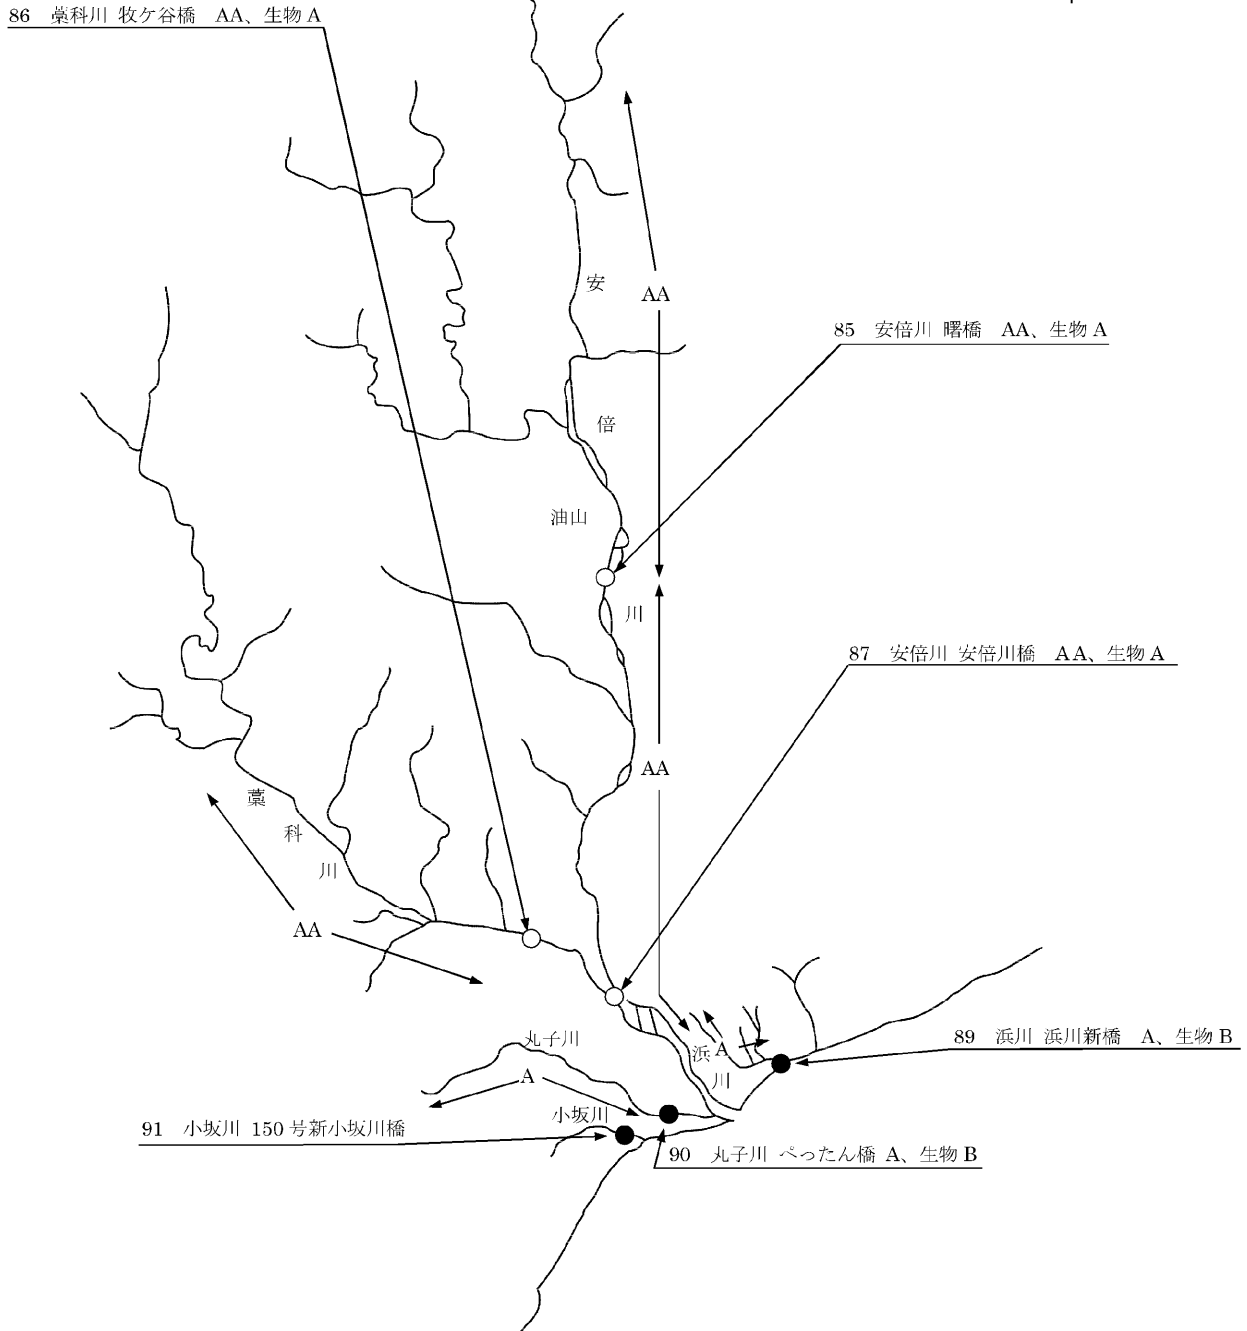 86 藁科川 牧ケ谷橋 AA、生物 A
安
AA
85 安倍川 曙橋 AA、生物 A
倍
油山
川
87 安倍川 安倍川橋 AA、生物 A
AA
藁
科
川
AA
89 浜川 浜川新橋 A、生物 B
丸子川
浜
A
川
A
小坂川
91 小坂川 150 号新小坂川橋
90 丸子川 ぺったん橋 A、生物 B